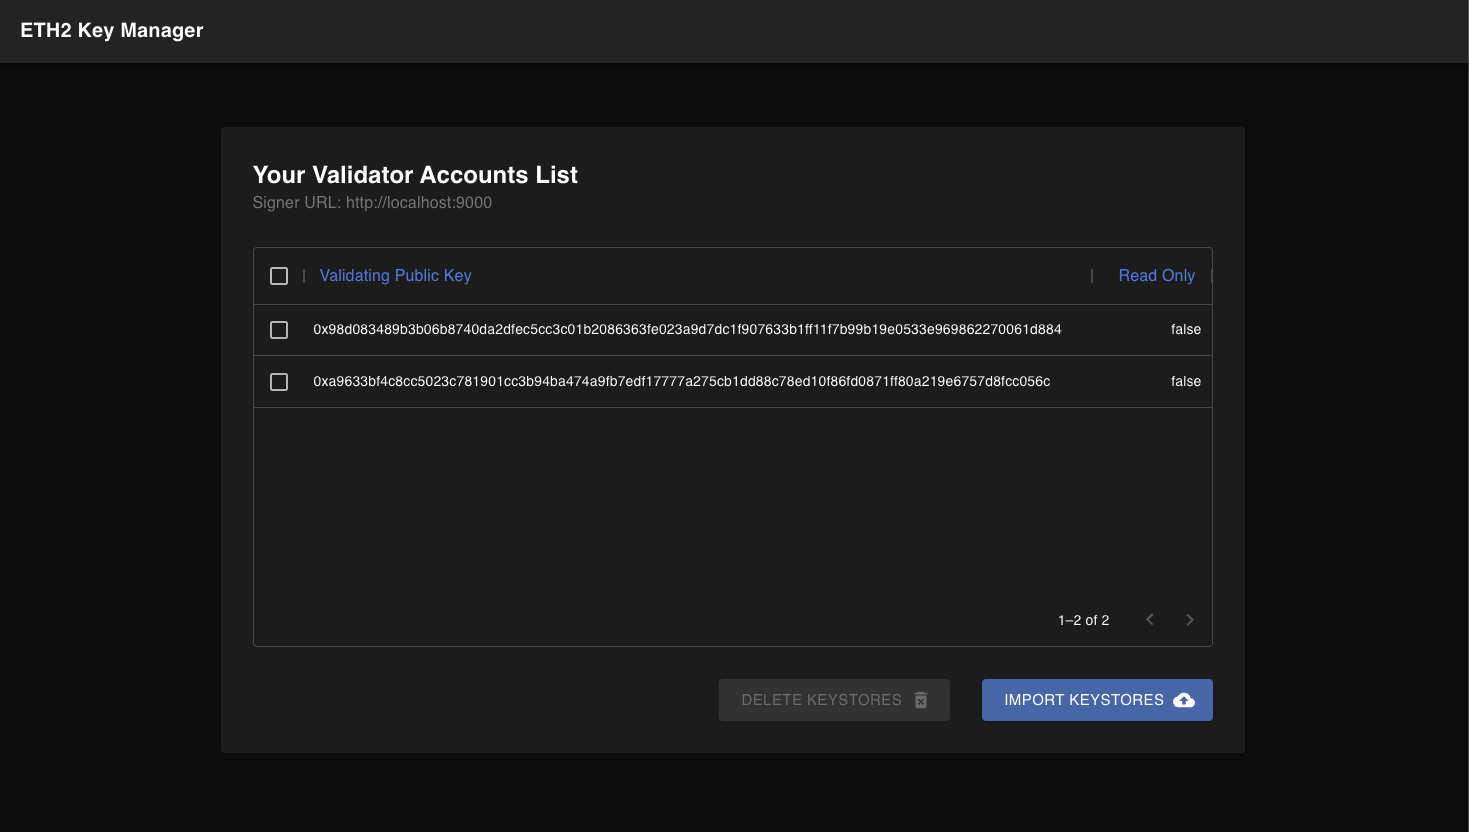 ETH2 Key Manager
Your Validator Accounts List
Signer URL: http://localhost:9000
Validating Public Key Read Only
0x98d083489b3b06b8740da2dfec5cc3c01b2086363fe023a9d7dc1f907633b1ff11f7b99b19e0533e969862270061d884 false
0xa9633bf4c8cc5023c781901cc3b94ba474a9fb7edf17777a275cb1dd88c78ed10f86fd0871ff80a219e6757d8fcc056c false
1–2 of 2
DELETE KEYSTORES IMPORT KEYSTORES